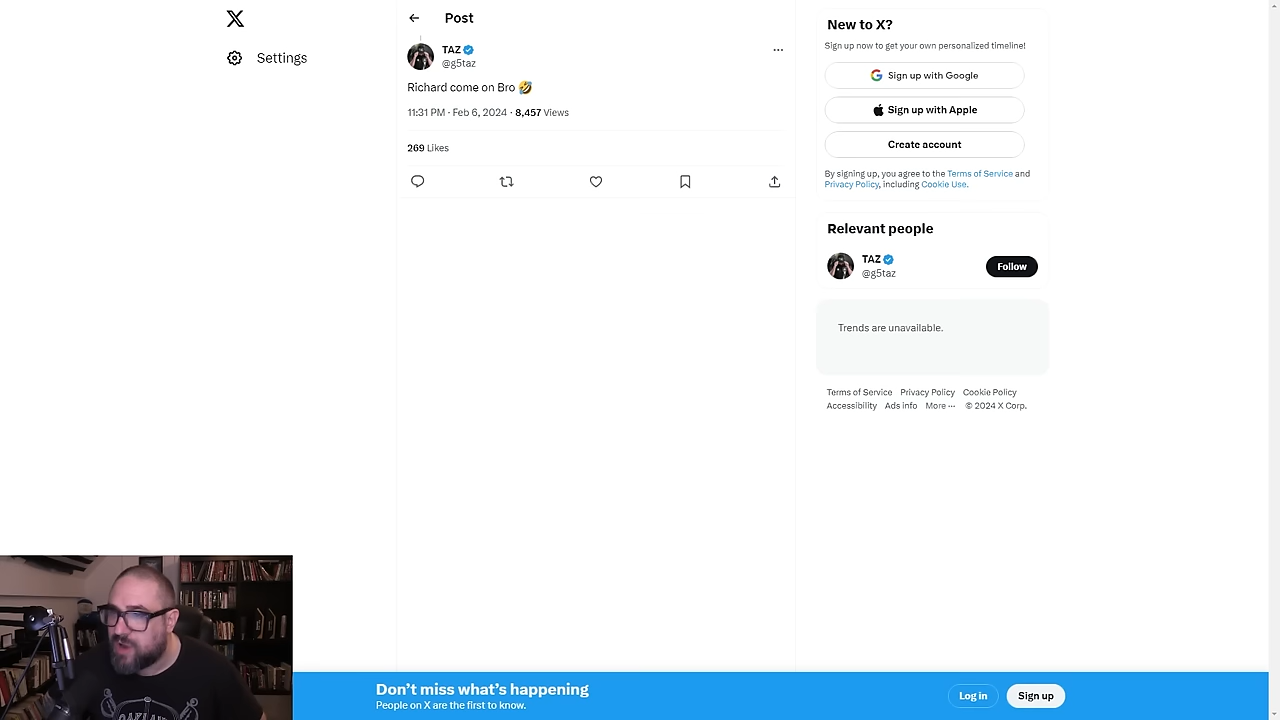 Settings
Post
TAZ
@g5taz
Richard come on Bro 🤣
11:31 PM · Feb 6, 2024 · 8,457 Views
269 Likes
New to X?
Sign up now to get your own personalized timeline!
Sign up with Google
Sign up with Apple
Create account
By signing up, you agree to the Terms of Service and
Privacy Policy, including Cookie Use.
Relevant people
TAZ
@g5taz
Follow
Trends are unavailable.
Terms of Service Privacy Policy Cookie Policy
Accessibility Ads info More ··· © 2024 X Corp.
Don’t miss what’s happening
People on X are the first to know.
Log in
Sign up